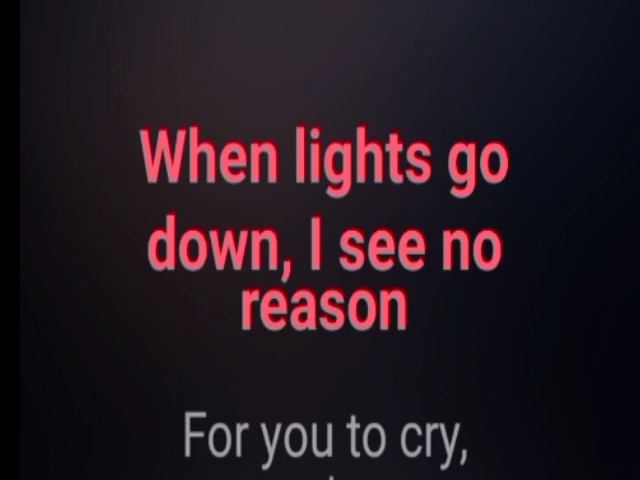 When lights go
down, I see no
reason
For you to cry,